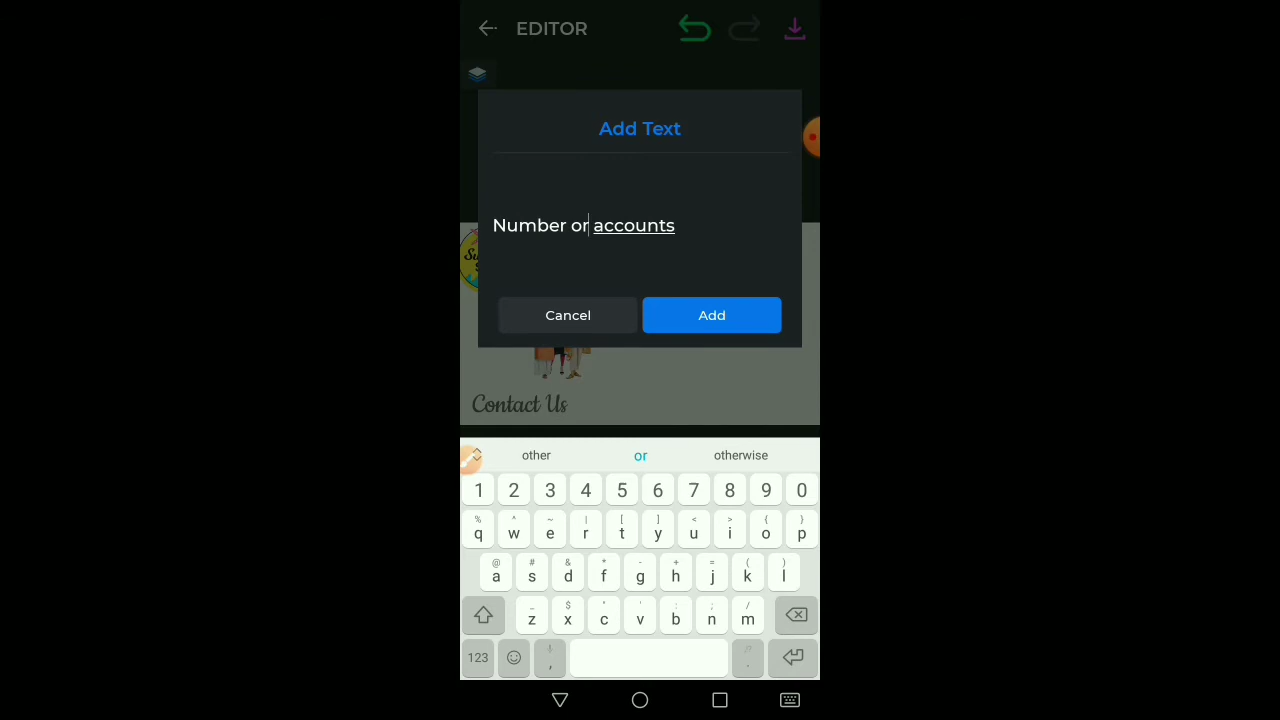 EDITOR
Add Text
Number or accounts
Cancel
Add
Contact Us
other or otherwise
1 2 3 4 5 6 7 8 9 0
% ^ ~ | [ ] < > { }
q w e r t y u i o p
@ # & * - + = ( )
a s d f g h j k l
_ $ " ' : ; /
z x c v b n m
123 , .